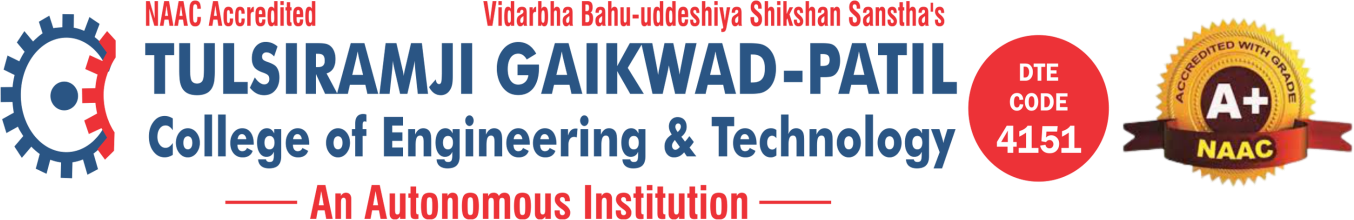 NAAC Accredited
Vidarbha Bahu-uddeshiya Shikshan Sanstha's
TULSIRAMJI GAIKWAD-PATIL
College of Engineering & Technology
An Autonomous Institution
DTE
CODE
4151
ACCREDITED WITH GRADE
A+
NAAC